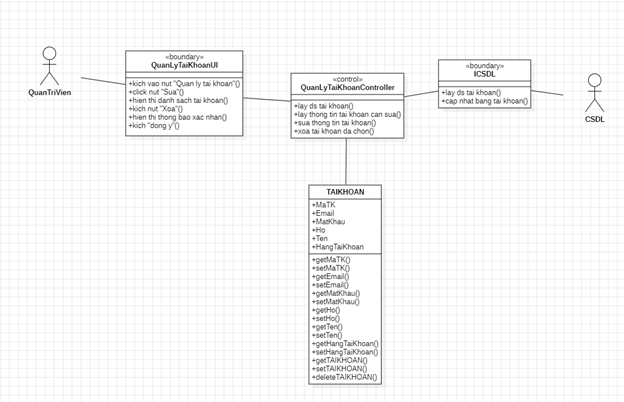 QuanTriVien
«boundary»
QuanLyTaiKhoanUI
+kich vao nut "Quan ly tai khoan"()
+click nut "Sua"()
+hien thi danh sach tai khoan()
+kich nut "Xoa"()
+hien thi thong bao xac nhan()
+kich "dong y"()
«control»
QuanLyTaiKhoanController
+lay ds tai khoan()
+lay thong tin tai khoan can sua()
+sua thong tin tai khoan()
+xoa tai khoan da chon()
«boundary»
ICSDL
+lay ds tai khoan()
+cap nhat bang tai khoan()
CSDL
TAIKHOAN
+MaTK
+Email
+MatKhau
+Ho
+Ten
+HangTaiKhoan
+getMaTK()
+setMaTK()
+getEmail()
+setEmail()
+getMatKhau()
+setMatKhau()
+getHo()
+setHo()
+getTen()
+setTen()
+getHangTaiKhoan()
+setHangTaiKhoan()
+getTAIKHOAN()
+setTAIKHOAN()
+deleteTAIKHOAN()